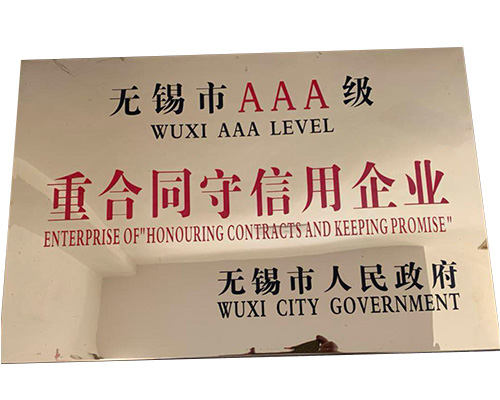 无锡市AAA级
WUXI AAA LEVEL
重合同守信用企业
ENTERPRISE OF"HONOURING CONTRACTS AND KEEPING PROMISE"
无锡市人民政府
WUXI CITY GOVERNMENT